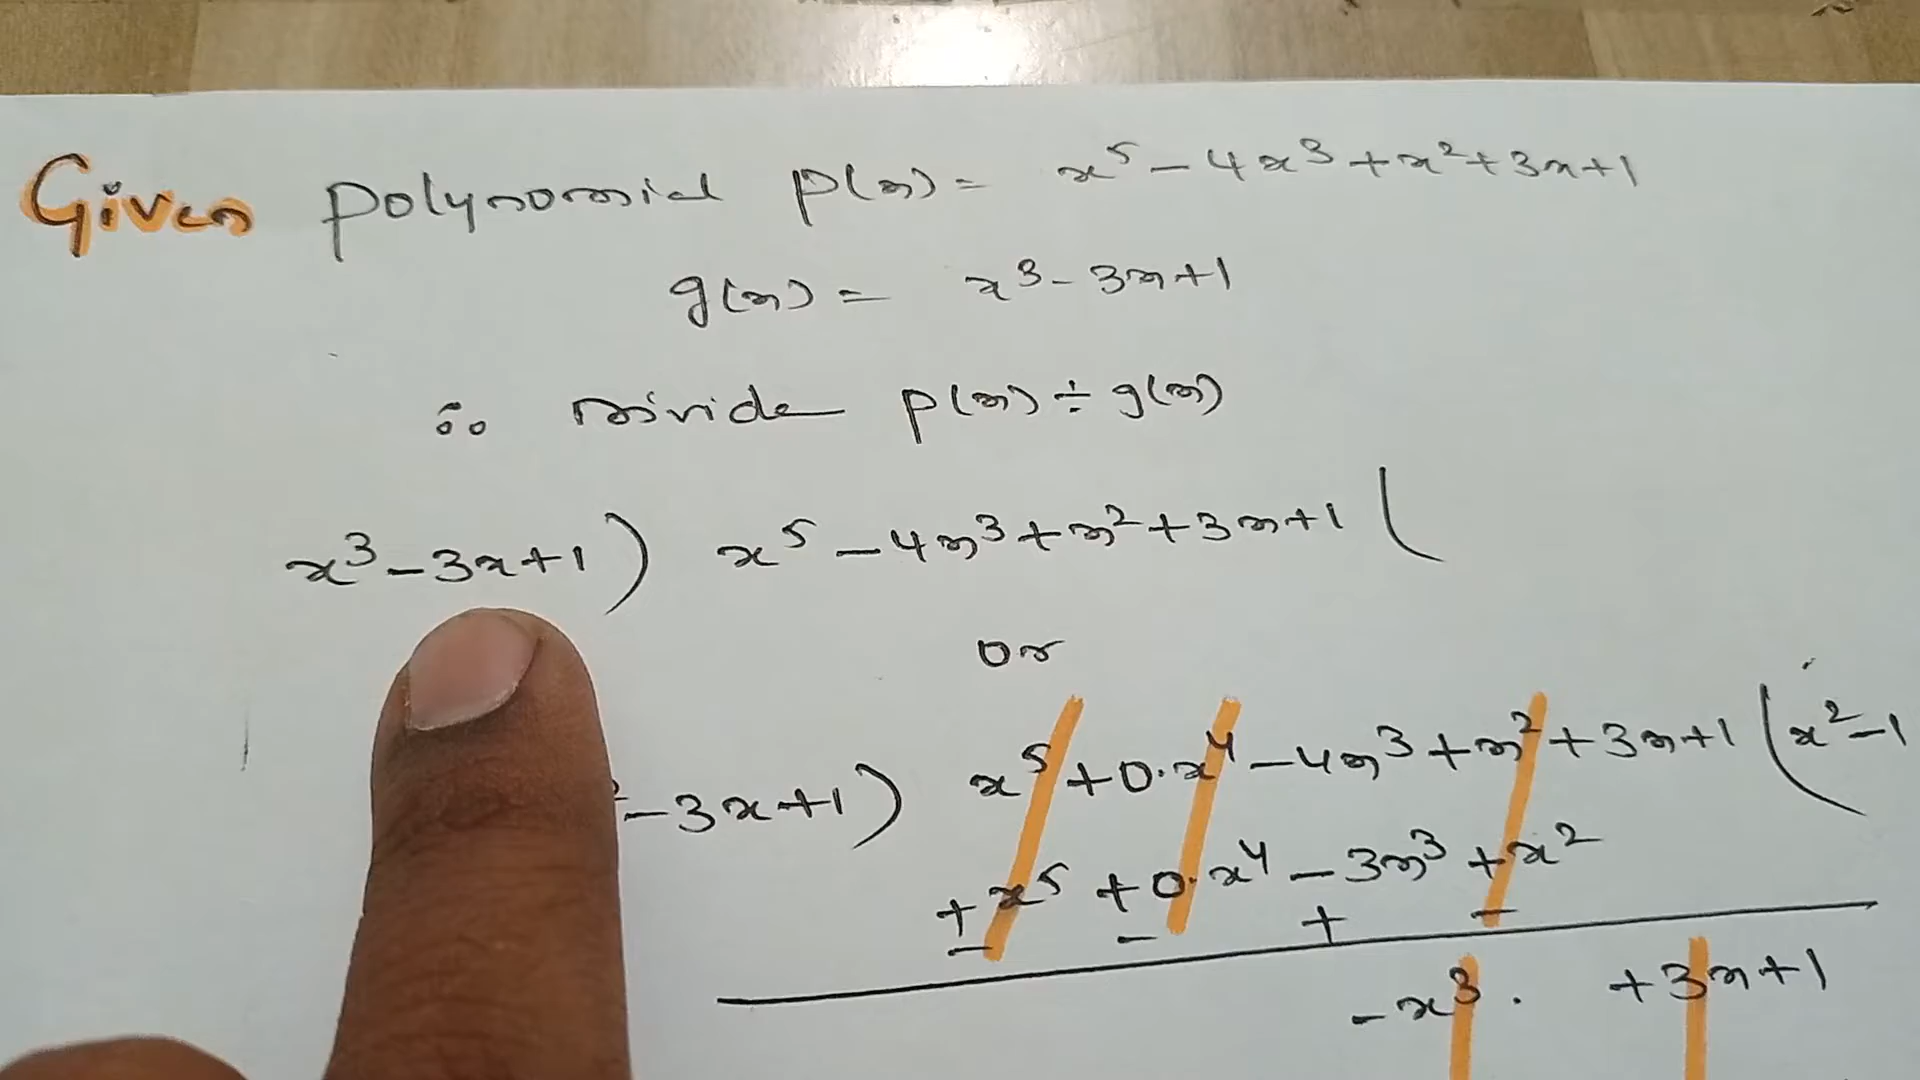 Given polynomial p(x) = x⁵ - 4x³ + x² + 3x + 1
g(x) = x³ - 3x + 1
∴ Divide p(x) ÷ g(x)
x³ - 3x + 1 ) x⁵ - 4x³ + x² + 3x + 1 (
or
- 3x + 1 ) x⁵ + 0·x⁴ - 4x³ + x² + 3x + 1 ( x² - 1
+ x⁵ + 0·x⁴ - 3x³ + x²
- - + -
- x³ · + 3x + 1